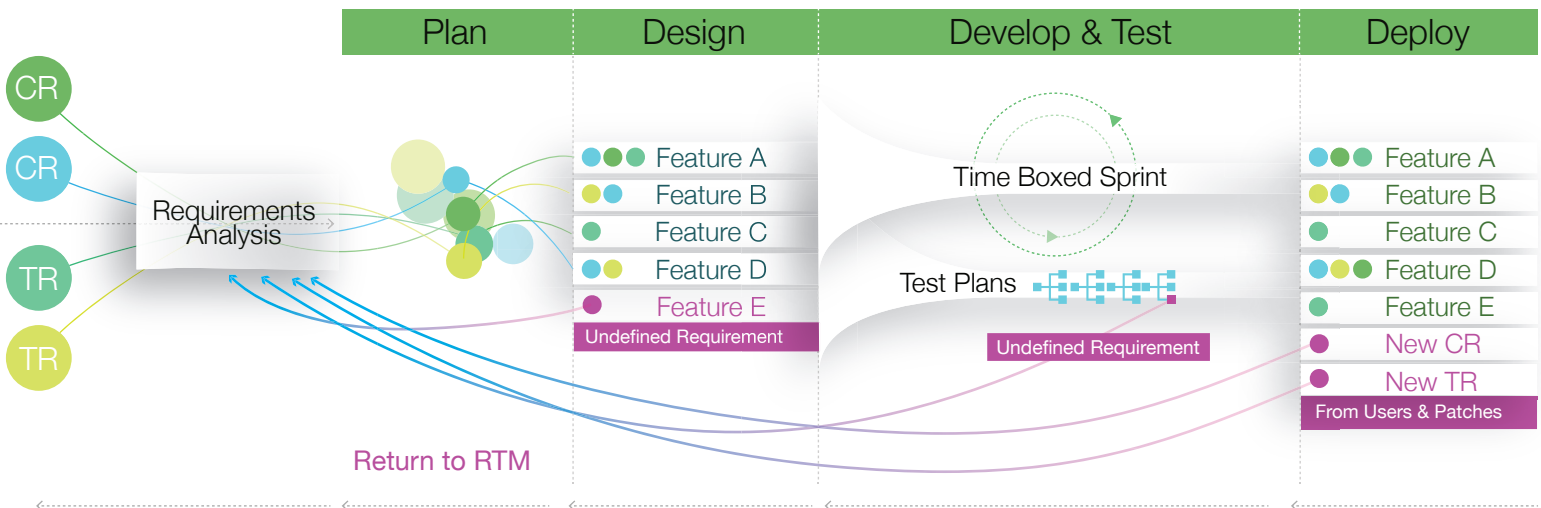 Plan
Design
Develop & Test
Deploy
CR
CR
TR
TR
Requirements
Analysis
Feature A
Feature B
Feature C
Feature D
Feature E
Undefined Requirement
Time Boxed Sprint
Test Plans
Undefined Requirement
Feature A
Feature B
Feature C
Feature D
Feature E
New CR
New TR
From Users & Patches
Return to RTM